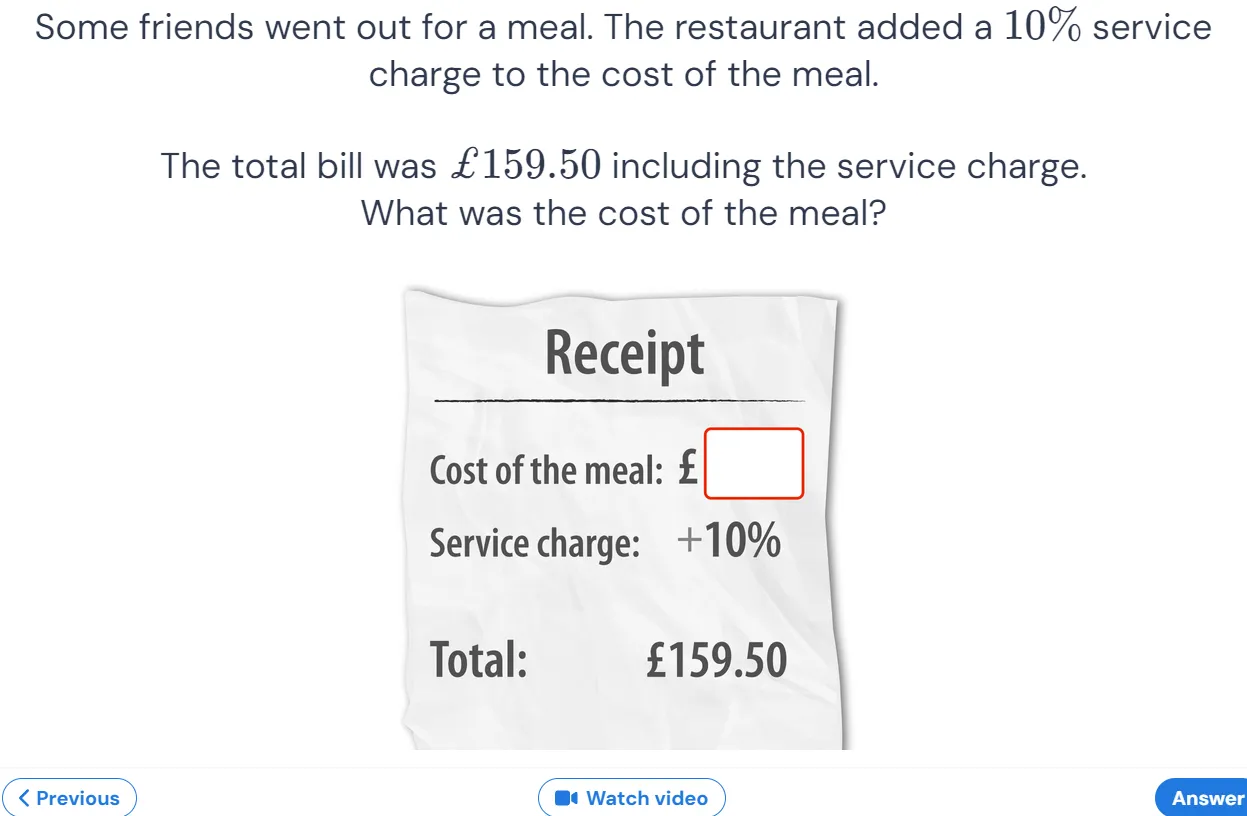 Some friends went out for a meal. The restaurant added a 10% service
charge to the cost of the meal.
The total bill was £159.50 including the service charge.
What was the cost of the meal?
Receipt
Cost of the meal: £
Service charge: +10%
Total: £159.50
Previous
Watch video
Answer